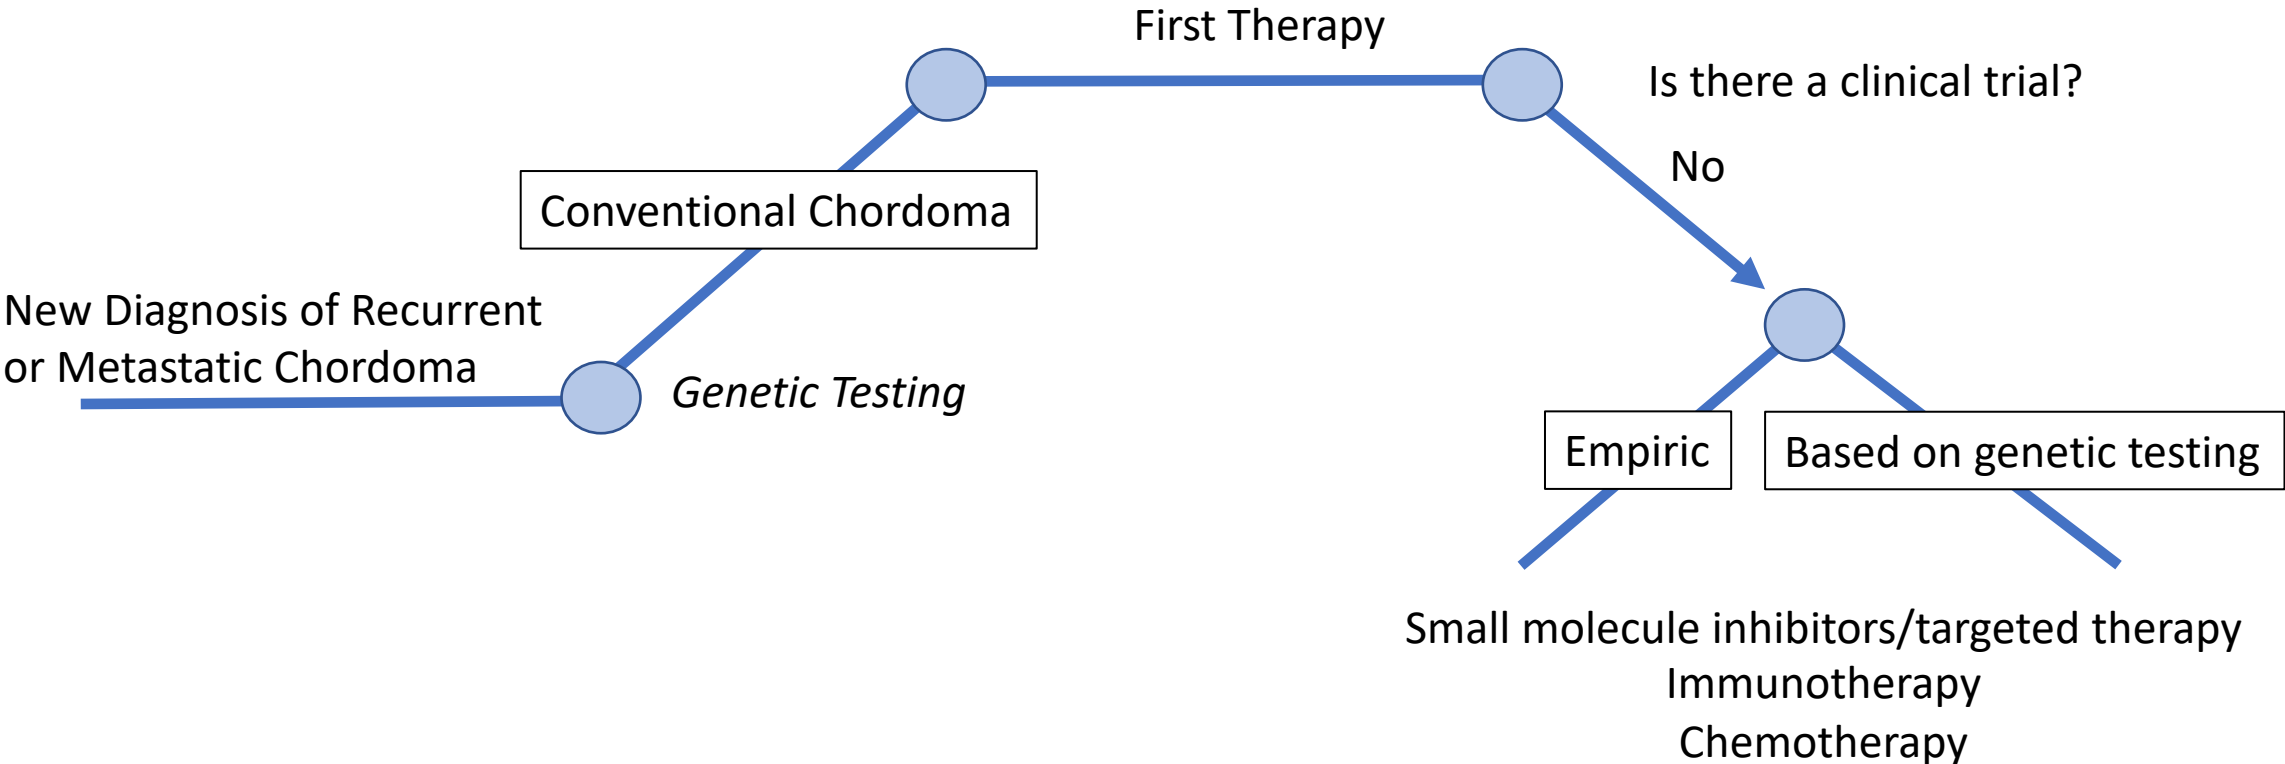 First Therapy
Is there a clinical trial?
No
Conventional Chordoma
New Diagnosis of Recurrent
or Metastatic Chordoma
Genetic Testing
Empiric
Based on genetic testing
Small molecule inhibitors/targeted therapy
Immunotherapy
Chemotherapy